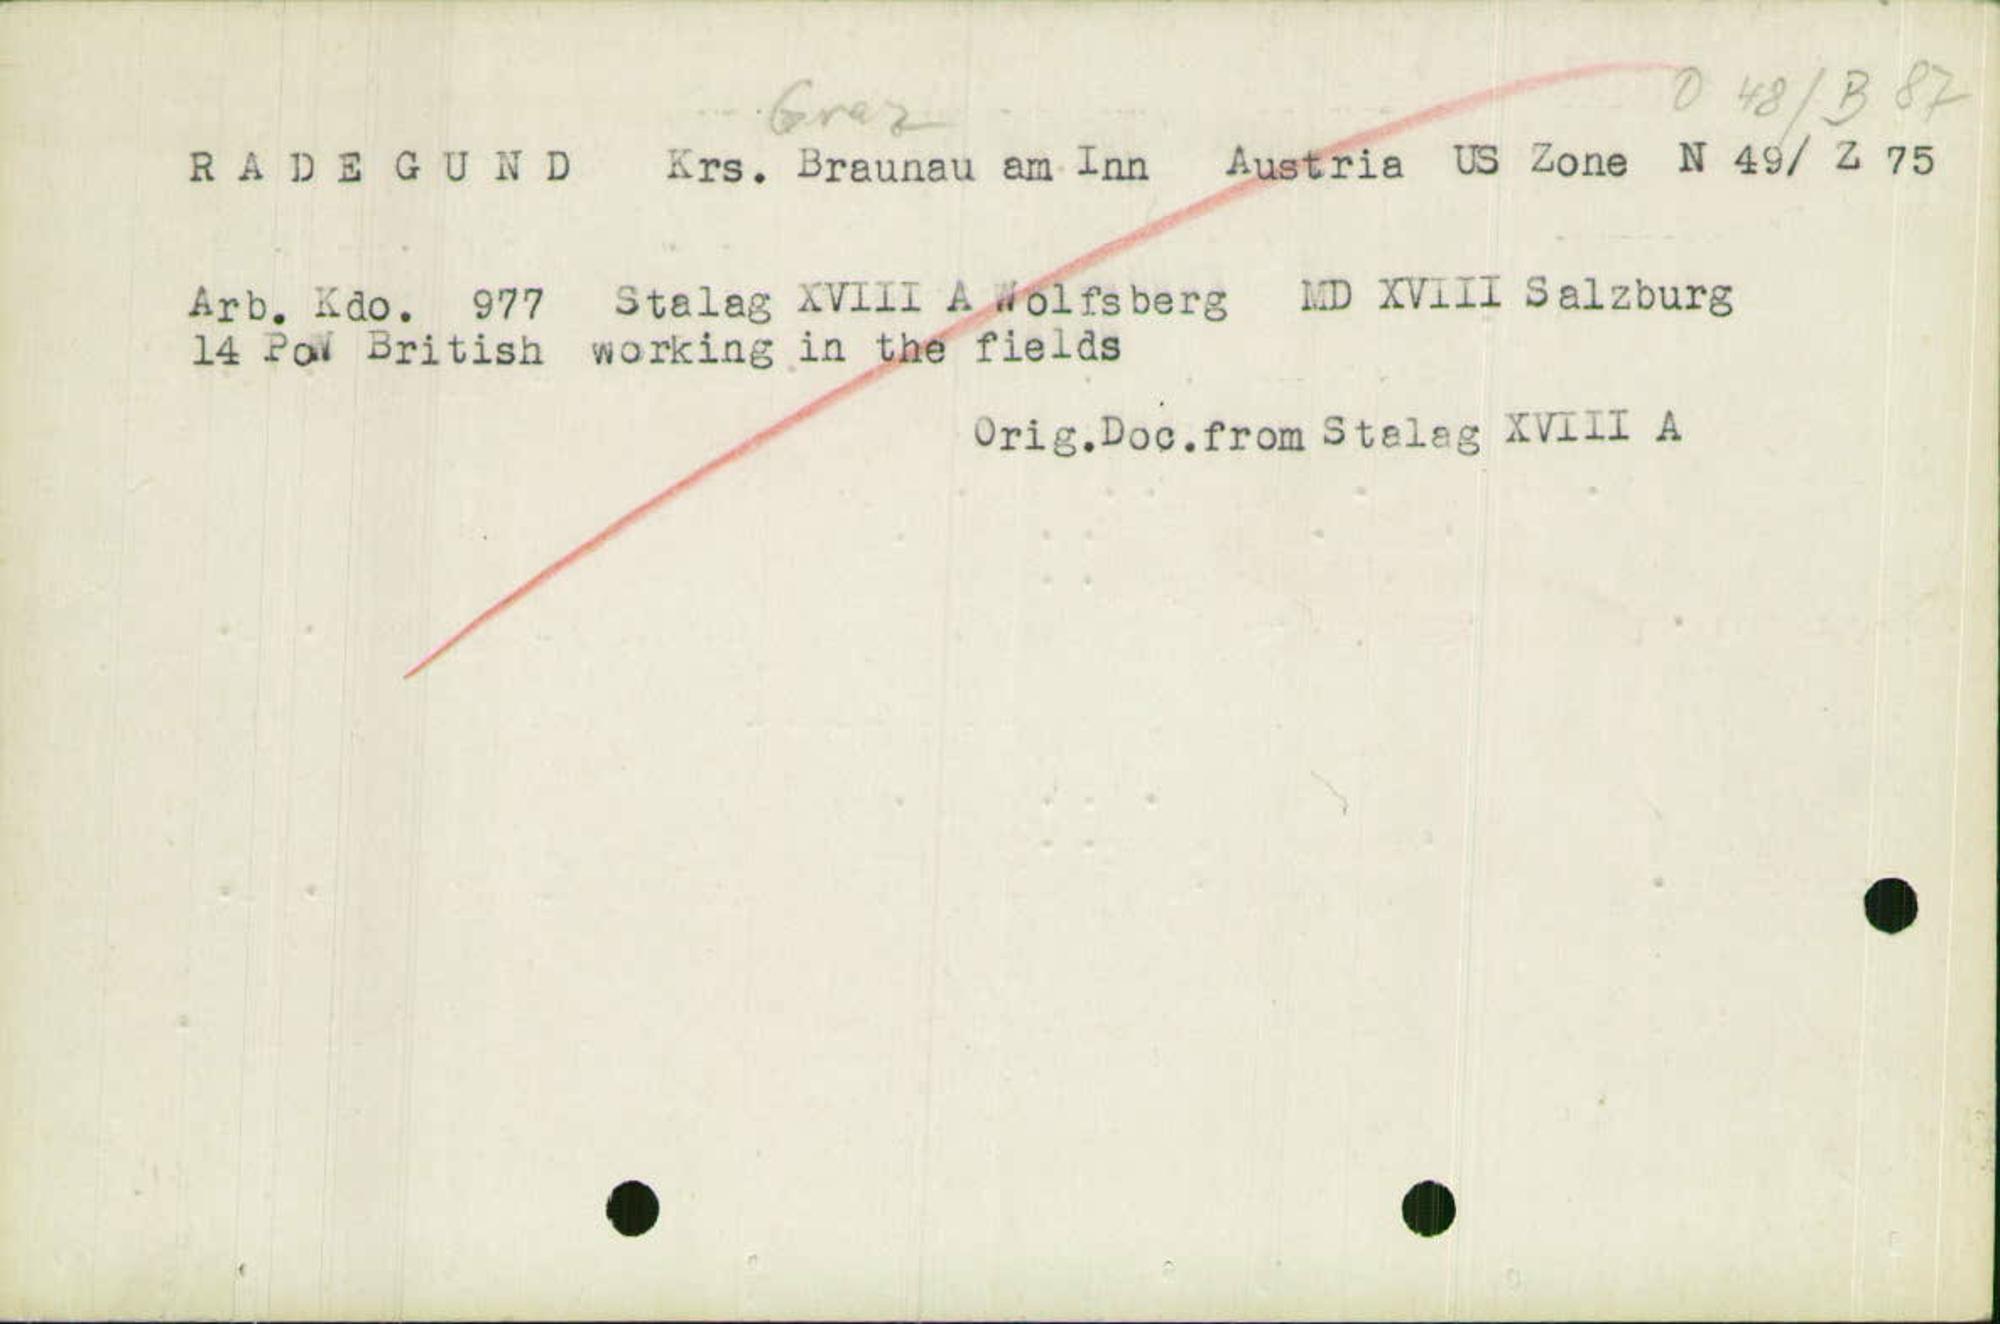 Graz O 48/B 87
R A D E G U N D Krs. Braunau am Inn Austria US Zone N 49/ Z 75
Arb. Kdo. 977 Stalag XVIII A Wolfsberg MD XVIII Salzburg
14 PoW British working in the fields
Orig.Doc.from Stalag XVIII A